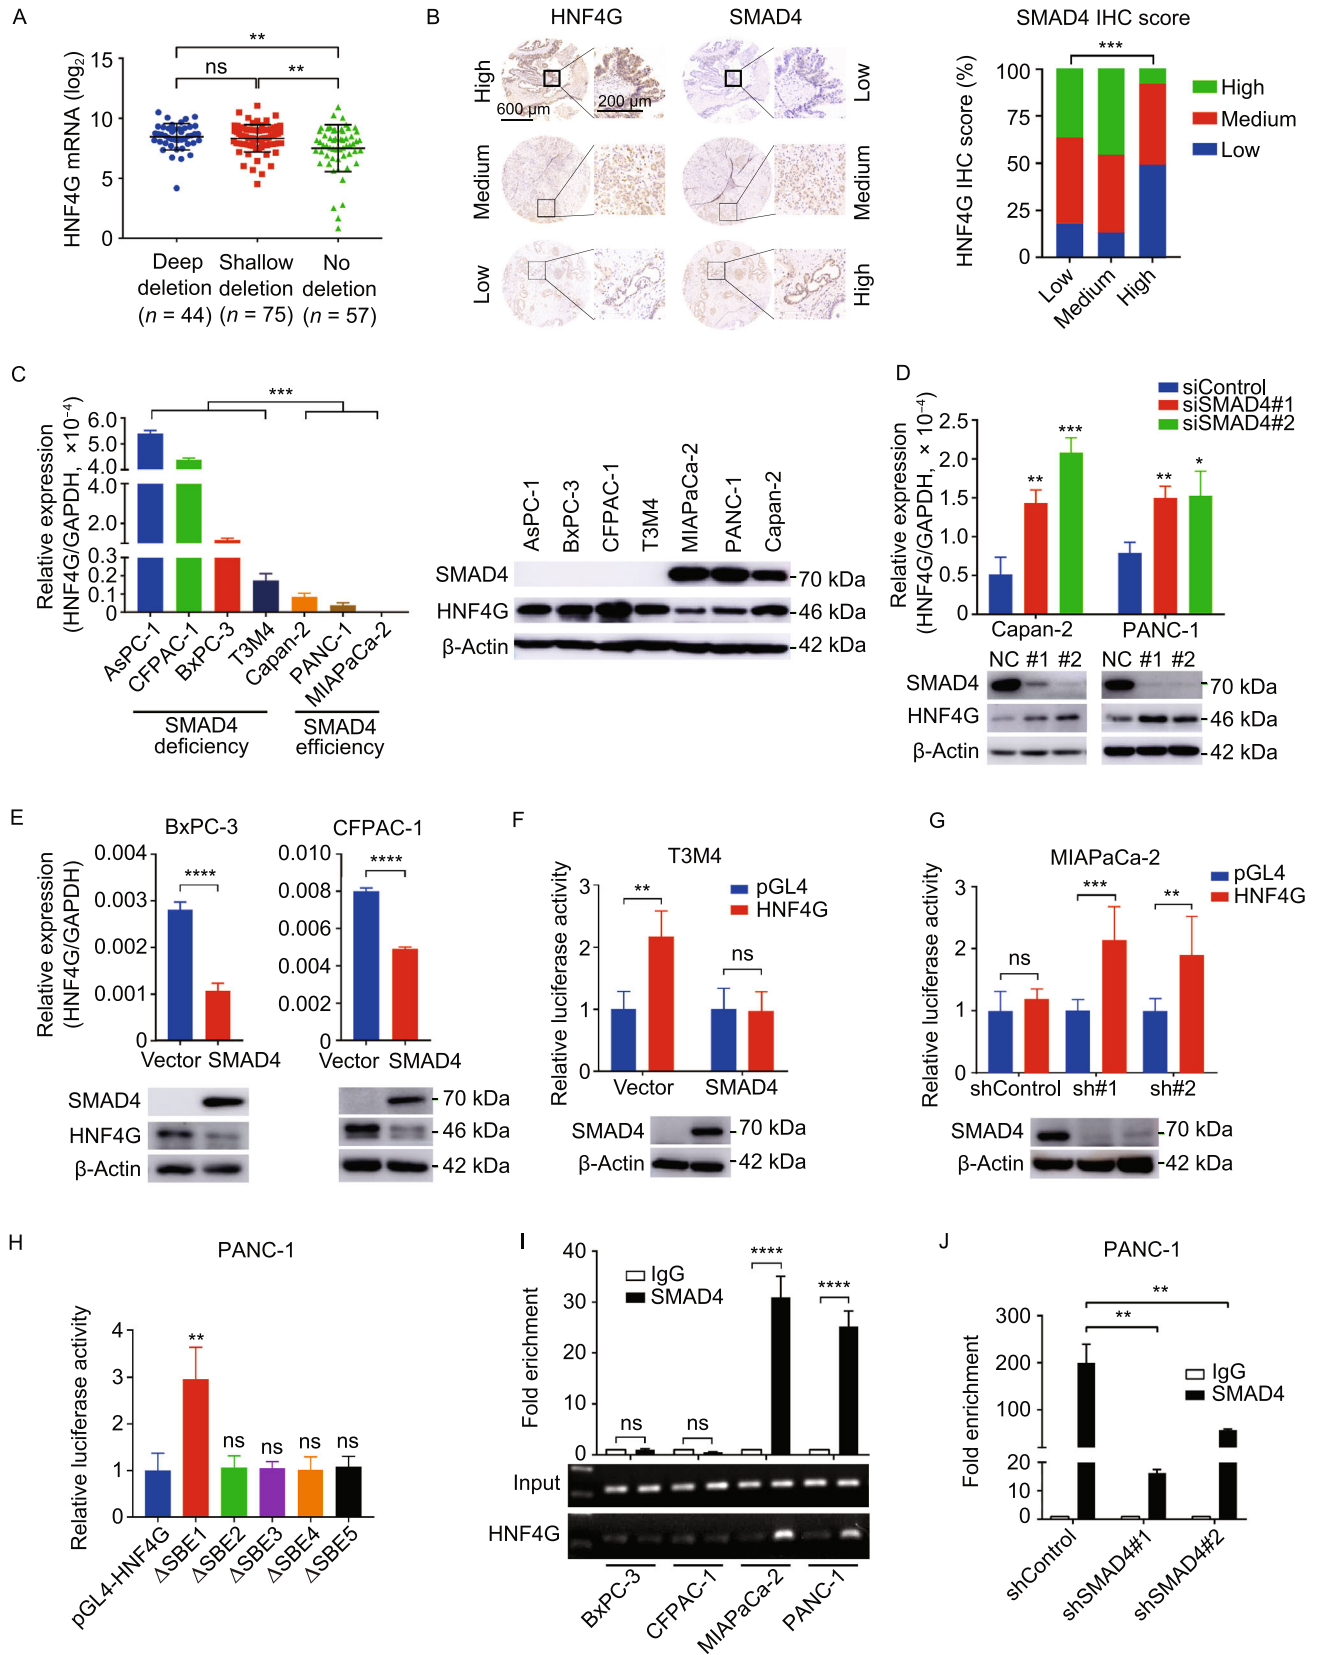 A
HNF4G mRNA (log2)
15
10
5
0
**
ns
**
Deep deletion (n = 44)
Shallow deletion (n = 75)
No deletion (n = 57)
B
HNF4G
SMAD4
High
Medium
Low
600 μm
200 μm
Low
Medium
High
SMAD4 IHC score
***
HNF4G IHC score (%)
100
75
50
25
0
Low
Medium
High
High
Medium
Low
C
Relative expression
(HNF4G/GAPDH, ×10⁻⁴)
***
6.0
5.0
4.0
4.0
2.0
0.3
0.2
0.1
0
AsPC-1
CFPAC-1
BxPC-3
T3M4
Capan-2
PANC-1
MIAPaCa-2
SMAD4 deficiency
SMAD4 efficiency
AsPC-1
BxPC-3
CFPAC-1
T3M4
MIAPaCa-2
PANC-1
Capan-2
SMAD4
70 kDa
HNF4G
46 kDa
β-Actin
42 kDa
D
Relative expression
(HNF4G/GAPDH, × 10⁻⁴)
siControl
siSMAD4#1
siSMAD4#2
2.5
2.0
1.5
1.0
0.5
0
**
***
**
*
Capan-2
PANC-1
NC #1 #2
NC #1 #2
SMAD4
70 kDa
HNF4G
46 kDa
β-Actin
42 kDa
E
Relative expression
(HNF4G/GAPDH)
BxPC-3
0.004
0.003
0.002
0.001
0
****
Vector SMAD4
CFPAC-1
0.010
0.008
0.006
0.004
0.002
0
****
Vector SMAD4
SMAD4
70 kDa
HNF4G
46 kDa
β-Actin
42 kDa
F
T3M4
Relative luciferase activity
3
2
1
0
**
ns
pGL4
HNF4G
Vector
SMAD4
SMAD4
70 kDa
β-Actin
42 kDa
G
MIAPaCa-2
Relative luciferase activity
3
2
1
0
ns
***
**
pGL4
HNF4G
shControl
sh#1
sh#2
SMAD4
70 kDa
β-Actin
42 kDa
H
PANC-1
Relative luciferase activity
4
3
2
1
0
**
ns
ns
ns
ns
pGL4-HNF4G
ΔSBE1
ΔSBE2
ΔSBE3
ΔSBE4
ΔSBE5
I
Fold erichment
40
30
20
10
0
IgG
SMAD4
ns
ns
****
****
Input
HNF4G
BxPC-3
CFPAC-1
MIAPaCa-2
PANC-1
J
PANC-1
Fold enrichment
300
200
100
20
10
0
**
**
IgG
SMAD4
shControl
shSMAD4#1
shSMAD4#2